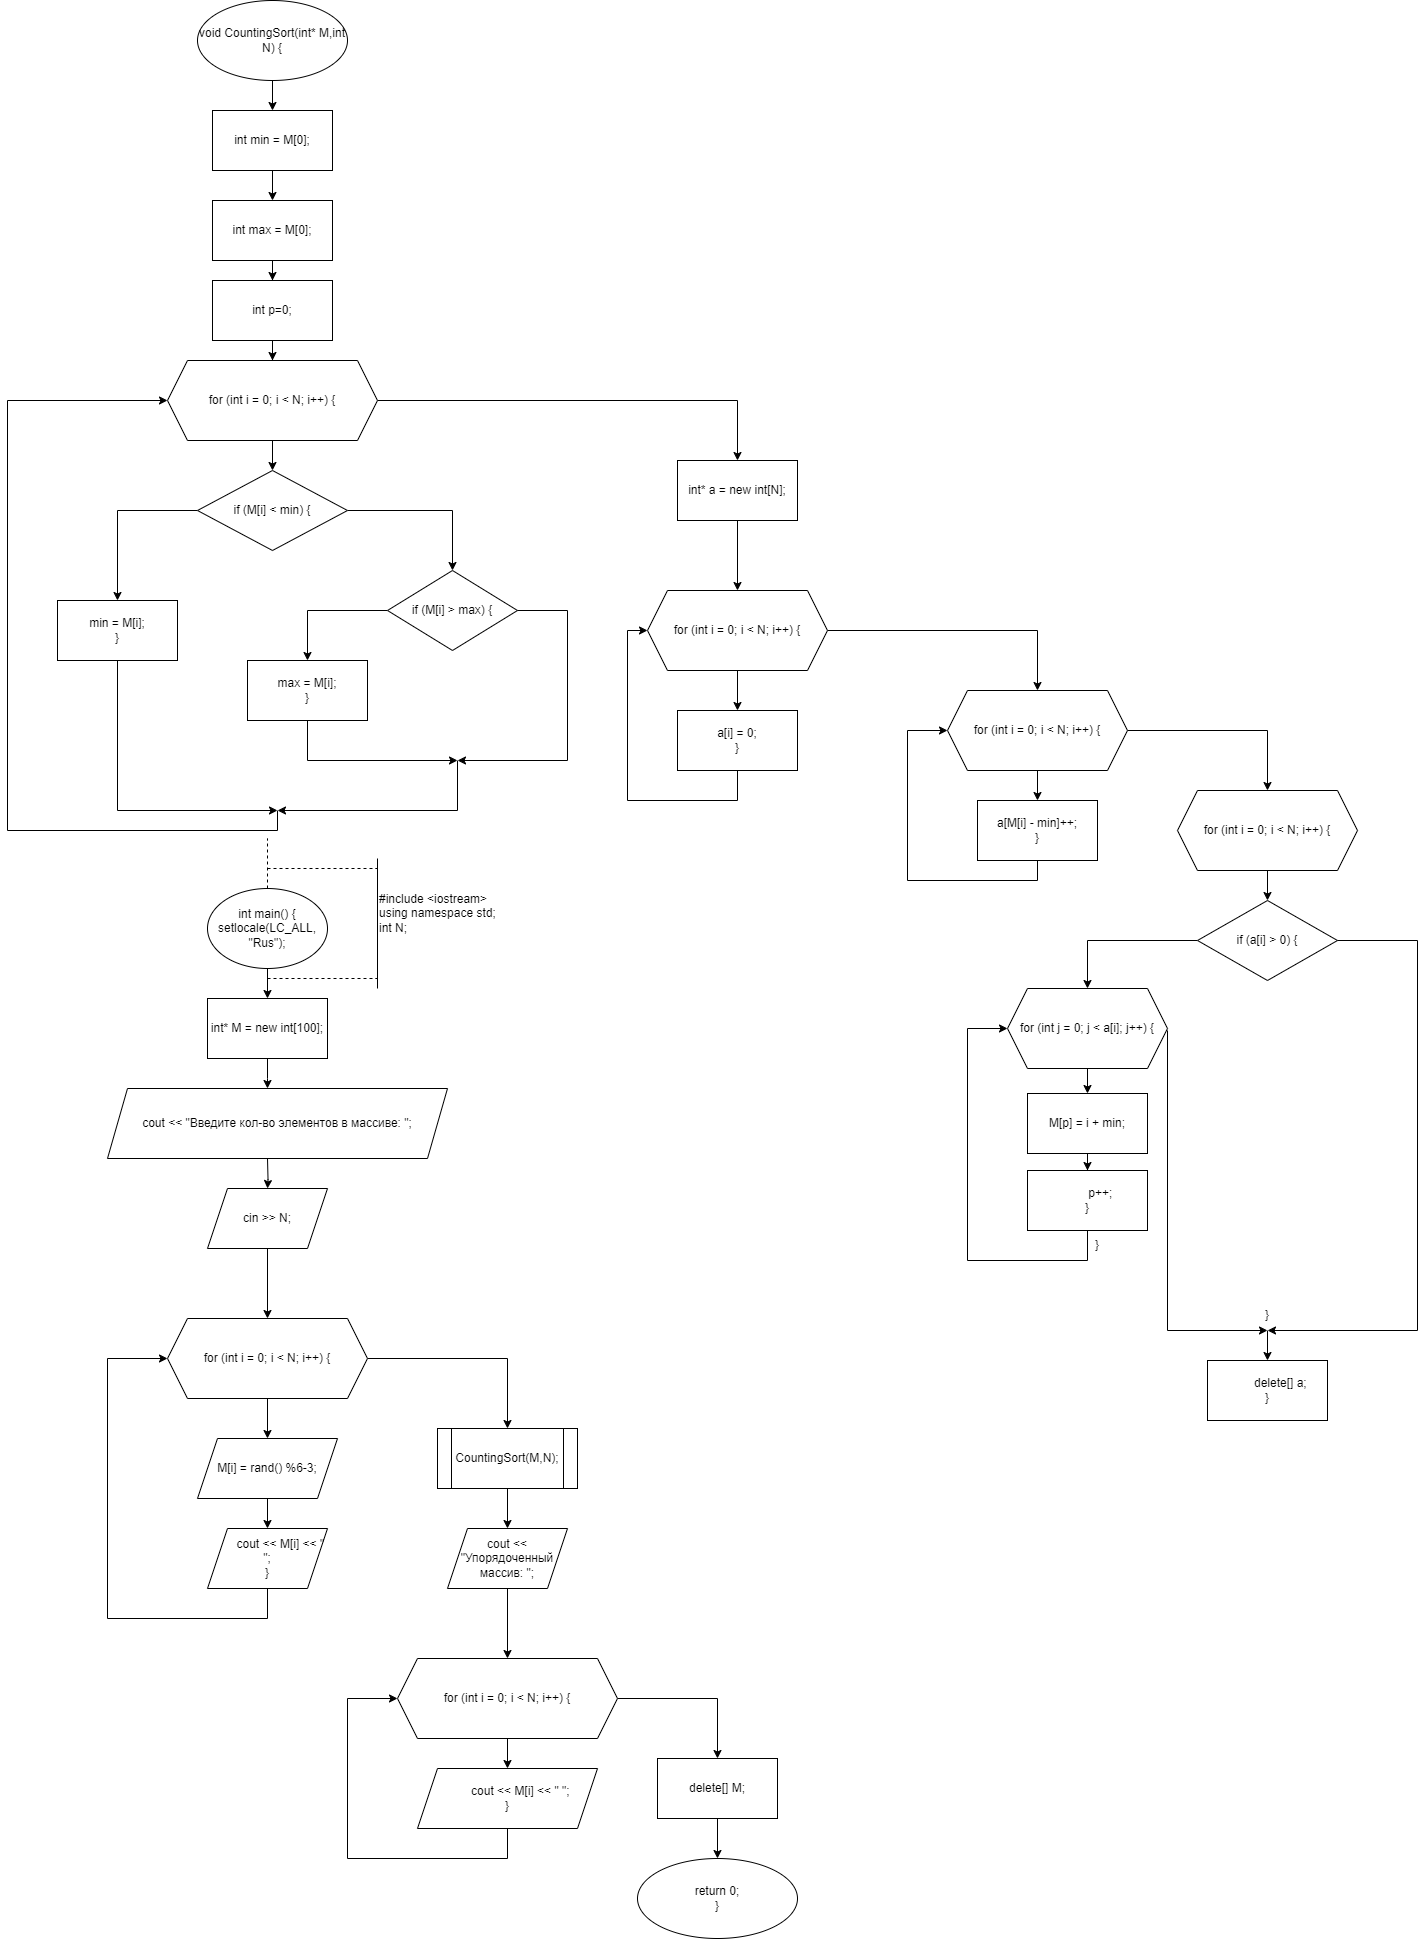 void CountingSort(int* M,int
N) {
int min = M[0];
int max = M[0];
int p=0;
for (int i = 0; i < N; i++) {
if (M[i] < min) {
min = M[i];
}
if (M[i] > max) {
max = M[i];
}
int* a = new int[N];
for (int i = 0; i < N; i++) {
a[i] = 0;
}
for (int i = 0; i < N; i++) {
a[M[i] - min]++;
}
for (int i = 0; i < N; i++) {
if (a[i] > 0) {
for (int j = 0; j < a[i]; j++) {
M[p] = i + min;
p++;
}
}
}
delete[] a;
}
#include <iostream>
using namespace std;
int N;
int main() {
setlocale(LC_ALL,
"Rus");
int* M = new int[100];
cout << "Введите кол-во элементов в массиве: ";
cin >> N;
for (int i = 0; i < N; i++) {
M[i] = rand() %6-3;
cout << M[i] << "
";
}
CountingSort(M,N);
cout <<
"Упорядоченный
массив: ";
for (int i = 0; i < N; i++) {
cout << M[i] << " ";
}
delete[] M;
return 0;
}